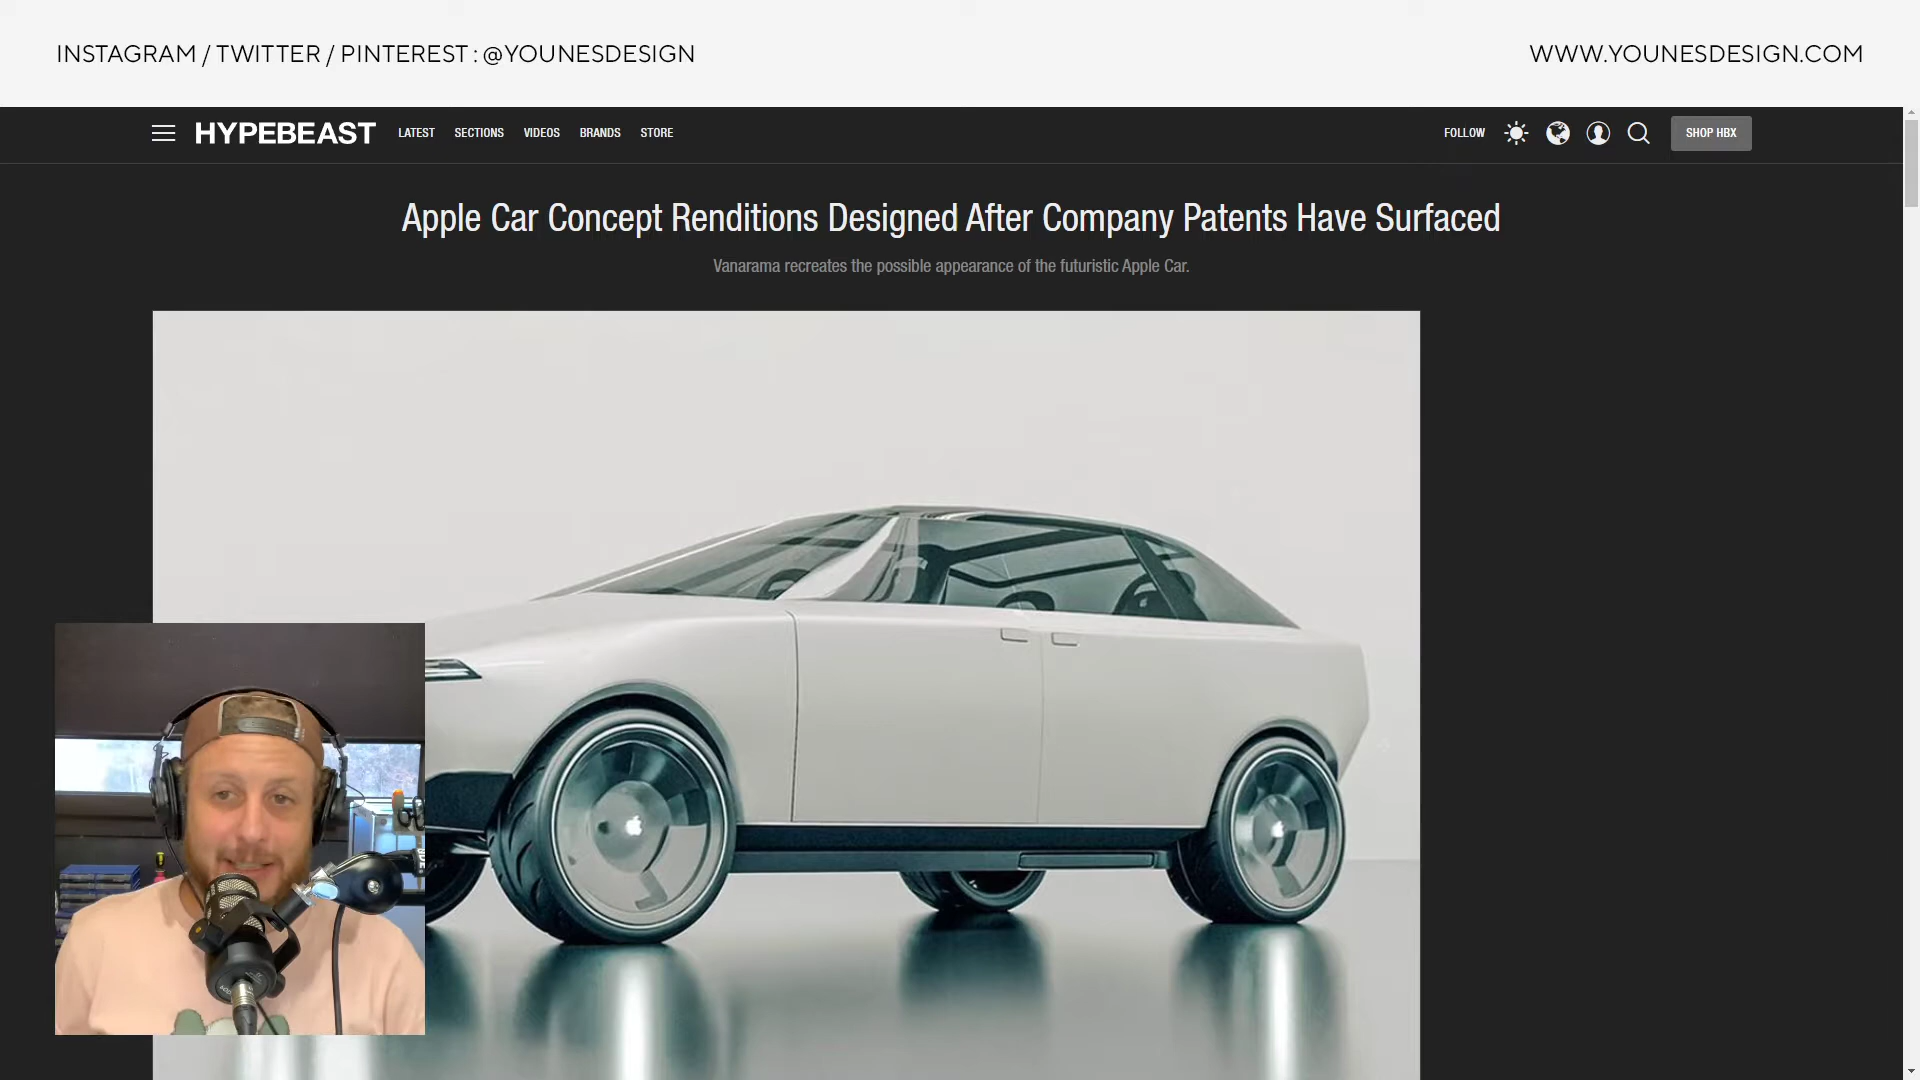 INSTAGRAM / TWITTER / PINTEREST : @YOUNESDESIGN
WWW.YOUNESDESIGN.COM
HYPEBEAST
LATEST
SECTIONS
VIDEOS
BRANDS
STORE
FOLLOW
SHOP HBX
Apple Car Concept Renditions Designed After Company Patents Have Surfaced
Vanarama recreates the possible appearance of the futuristic Apple Car.